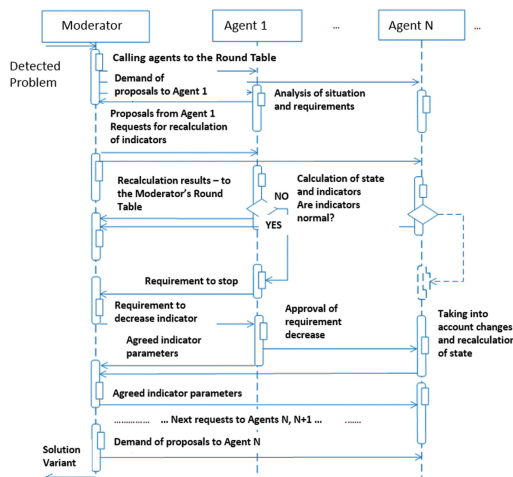 Moderator
Agent 1
...
Agent N
...
Detected
Problem
Calling agents to the Round Table
Demand of
proposals to Agent 1
Analysis of situation
and requirements
Proposals from Agent 1
Requests for recalculation
of indicators
Recalculation results – to
the Moderator's Round
Table
NO
YES
Calculation of state
and indicators
Are indicators
normal?
Requirement to stop
Requirement to
decrease indicator
Approval of
requirement
decrease
Taking into
account changes
and recalculation
of state
Agreed indicator
parameters
Agreed indicator parameters
............... ... Next requests to Agents N, N+1 ... ......
Demand of proposals to Agent N
Solution
Variant